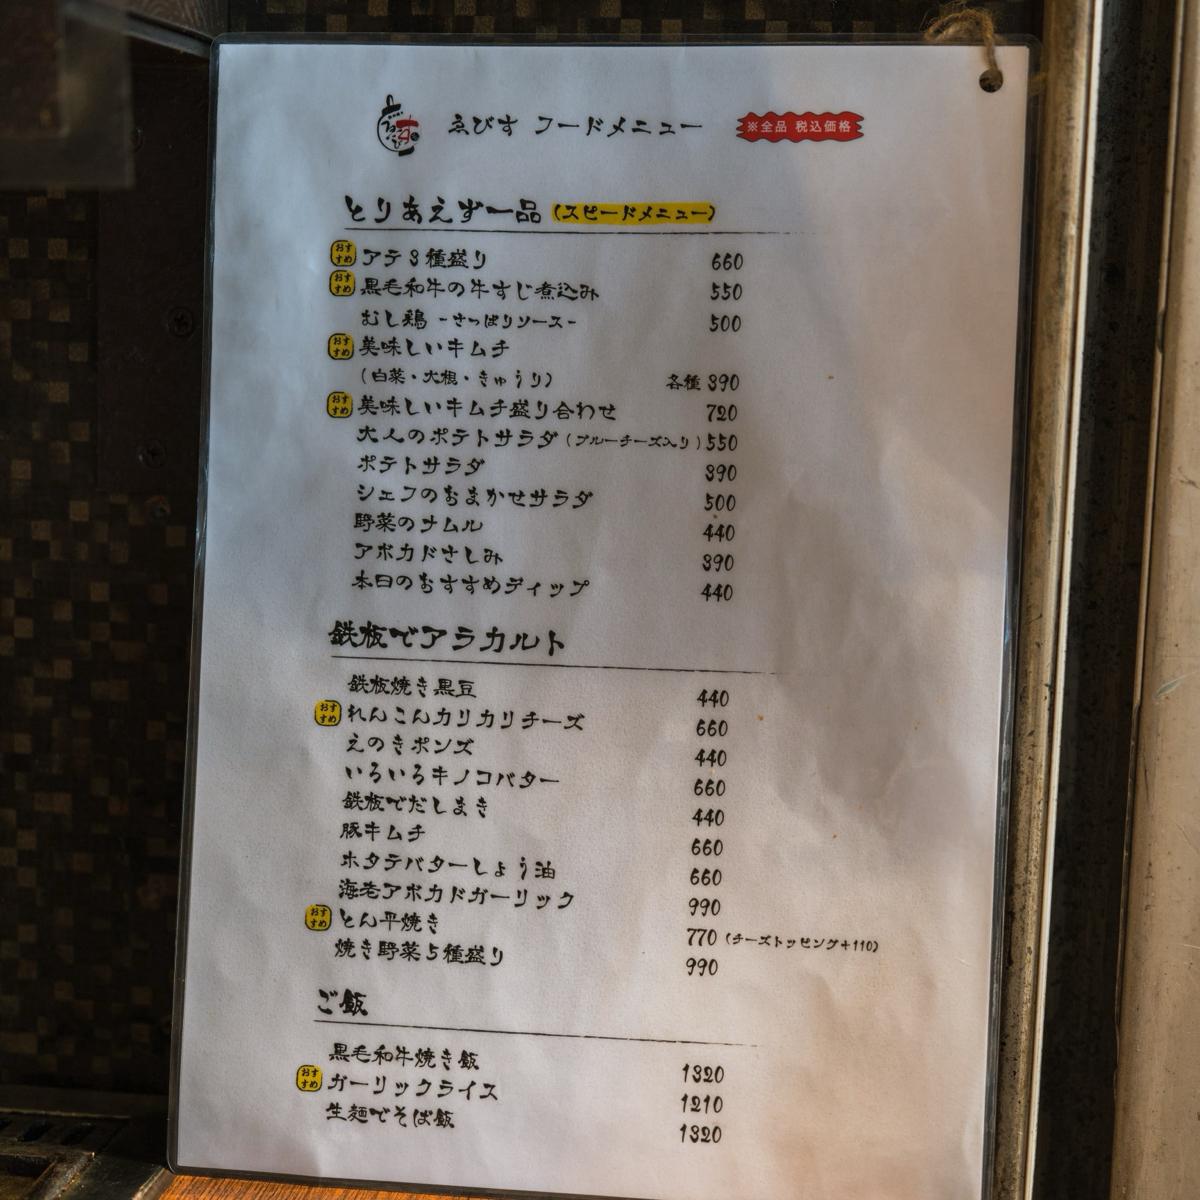 ゑびす
ゑびす フードメニュー ※全品 税込価格
とりあえず一品 (スピードメニュー)
おすすめ アテ3種盛り 660
おすすめ 黒毛和牛の牛すじ煮込み 550
むし鶏 -さっぱりソース- 500
おすすめ 美味しいキムチ
(白菜・大根・きゅうり) 各種 390
おすすめ 美味しいキムチ盛り合わせ 720
大人のポテトサラダ (ブルーチーズ入り) 550
ポテトサラダ 390
シェフのおまかせサラダ 500
野菜のナムル 440
アボカドさしみ 390
本日のおすすめディップ 440
鉄板でアラカルト
鉄板焼き黒豆 440
おすすめ れんこんカリカリチーズ 660
えのきポンズ 440
いろいろキノコバター 660
鉄板でだしまき 440
豚キムチ 660
ホタテバターしょう油 660
海老アボカドガーリック 990
おすすめ とん平焼き 770 (チーズトッピング+110)
焼き野菜5種盛り 990
ご飯
黒毛和牛焼き飯 1320
おすすめ ガーリックライス 1210
生麺でそば飯 1320